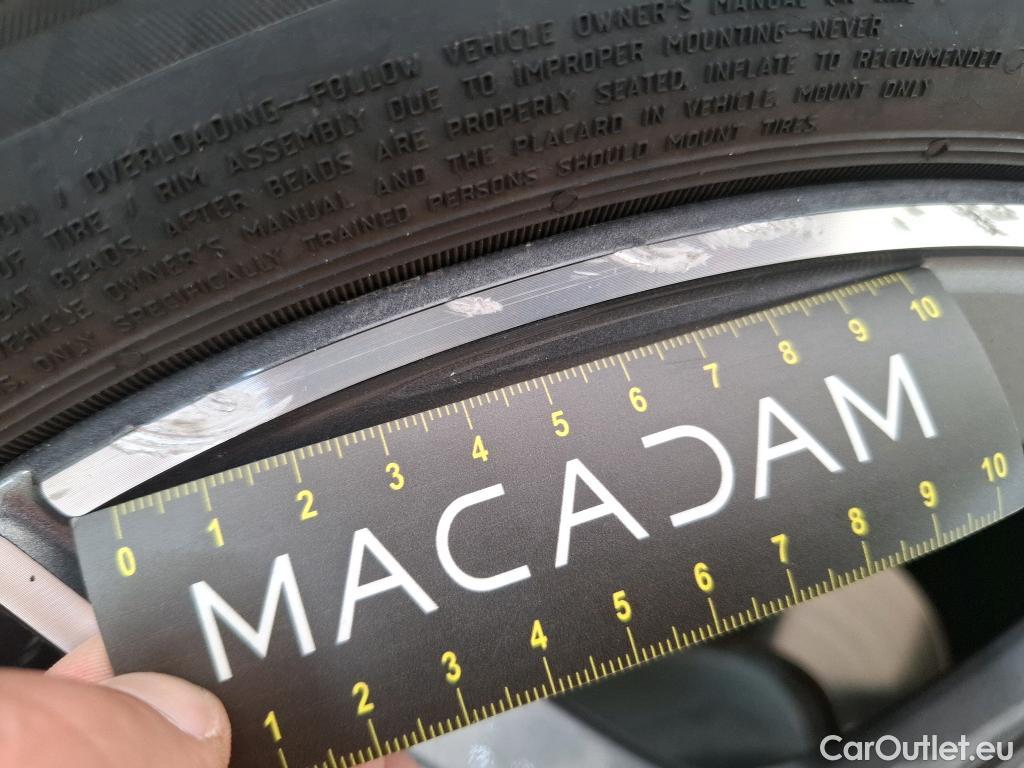 OVERLOADING--FOLLOW VEHICLE OWNER'S MANUAL OR
OF TIRE / RIM ASSEMBLY DUE TO IMPROPER MOUNTING--NEVER
BEADS. AFTER BEADS ARE PROPERLY SEATED, INFLATE TO RECOMMENDED
VEHICLE OWNER'S MANUAL AND THE PLACARD IN VEHICLE. MOUNT ONLY
ONLY SPECIFICALLY TRAINED PERSONS SHOULD MOUNT TIRES
0 1 2 3 4 5 6 7 8 9 10
MACADAM
1 2 3 4 5 6 7 8 9 10
CarOutlet.eu